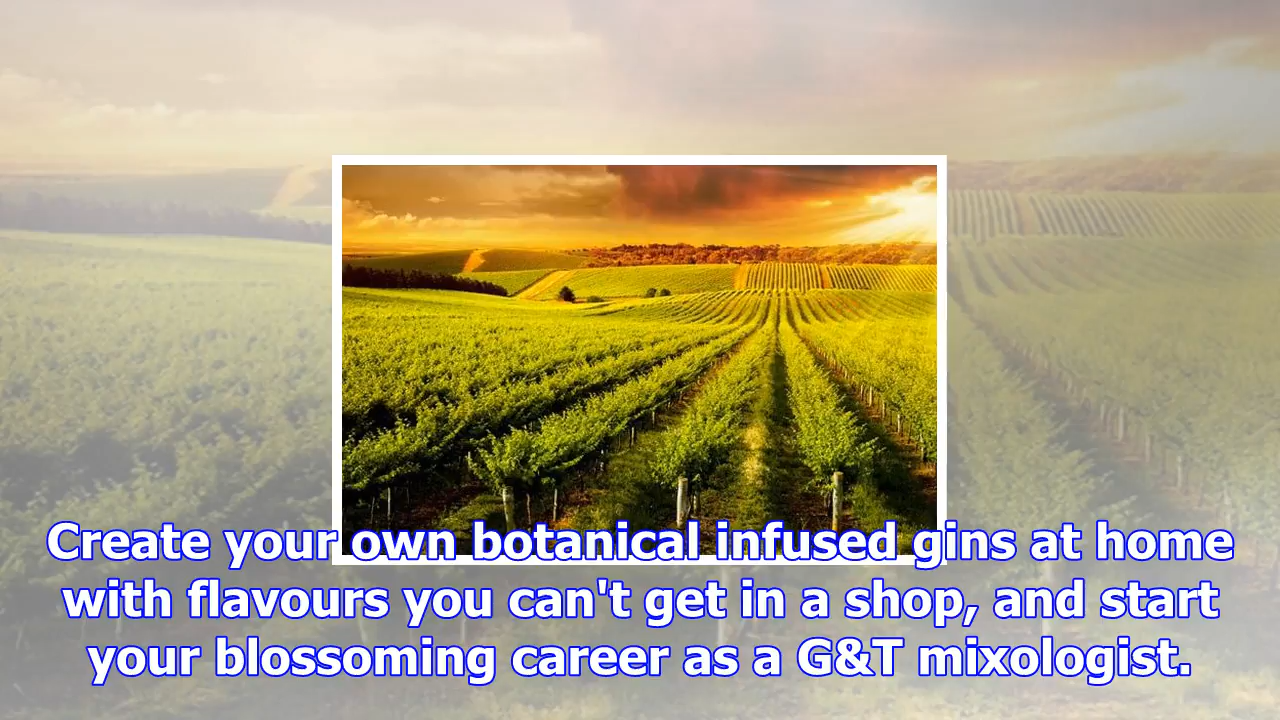 Create your own botanical infused gins at home
with flavours you can't get in a shop, and start
your blossoming career as a G&T mixologist.